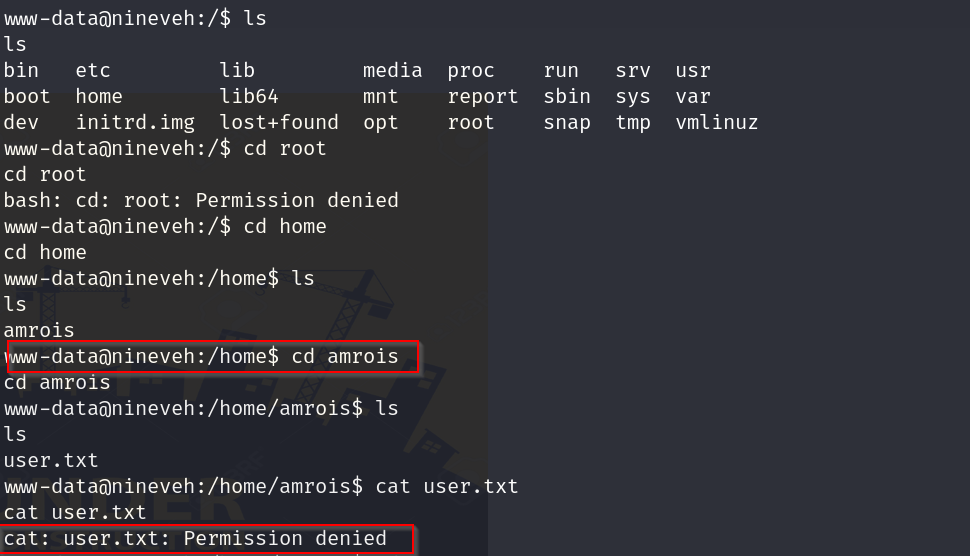 www-data@nineveh:/$ ls
ls
bin   etc         lib         media  proc    run   srv  usr
boot  home        lib64       mnt    report  sbin  sys  var
dev   initrd.img  lost+found  opt    root    snap  tmp  vmlinuz
www-data@nineveh:/$ cd root
cd root
bash: cd: root: Permission denied
www-data@nineveh:/$ cd home
cd home
www-data@nineveh:/home$ ls
ls
amrois
www-data@nineveh:/home$ cd amrois
cd amrois
www-data@nineveh:/home/amrois$ ls
ls
user.txt
www-data@nineveh:/home/amrois$ cat user.txt
cat user.txt
cat: user.txt: Permission denied